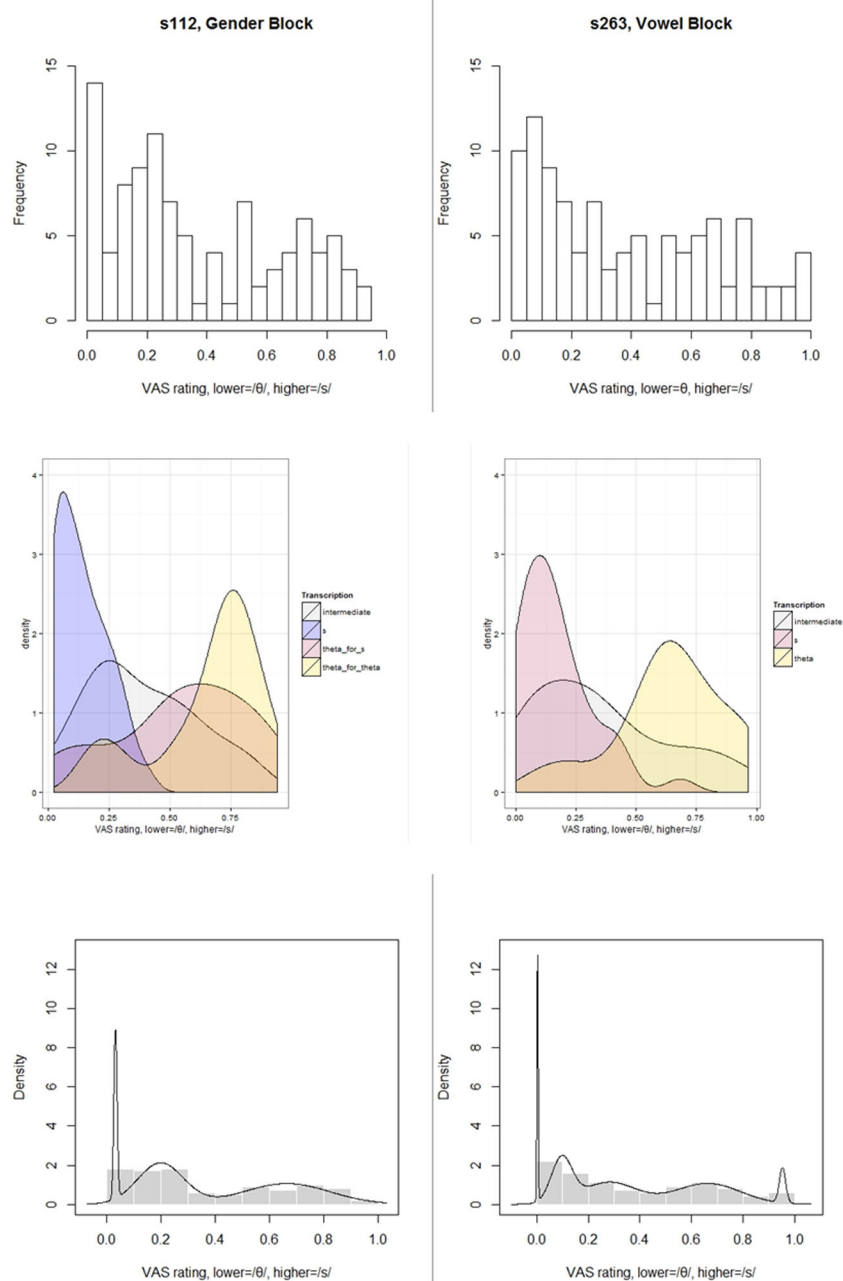 s112, Gender Block
s263, Vowel Block
Frequency
15
10
5
0
0.0 0.2 0.4 0.6 0.8 1.0
VAS rating, lower=/θ/, higher=/s/
Frequency
15
10
5
0
0.0 0.2 0.4 0.6 0.8 1.0
VAS rating, lower=θ, higher=/s/
density
4
3
2
1
0
0.00 0.25 0.50 0.75
VAS rating, lower=/θ/, higher=/s/
Transcription
intermediate
s
theta_for_s
theta_for_theta
density
4
3
2
1
0
0.00 0.25 0.50 0.75 1.00
VAS rating, lower=/θ/, higher=/s/
Transcription
intermediate
s
theta
Density
12
10
8
6
4
2
0
0.0 0.2 0.4 0.6 0.8 1.0
VAS rating, lower=/θ/, higher=/s/
Density
12
10
8
6
4
2
0
0.0 0.2 0.4 0.6 0.8 1.0
VAS rating, lower=/θ/, higher=/s/